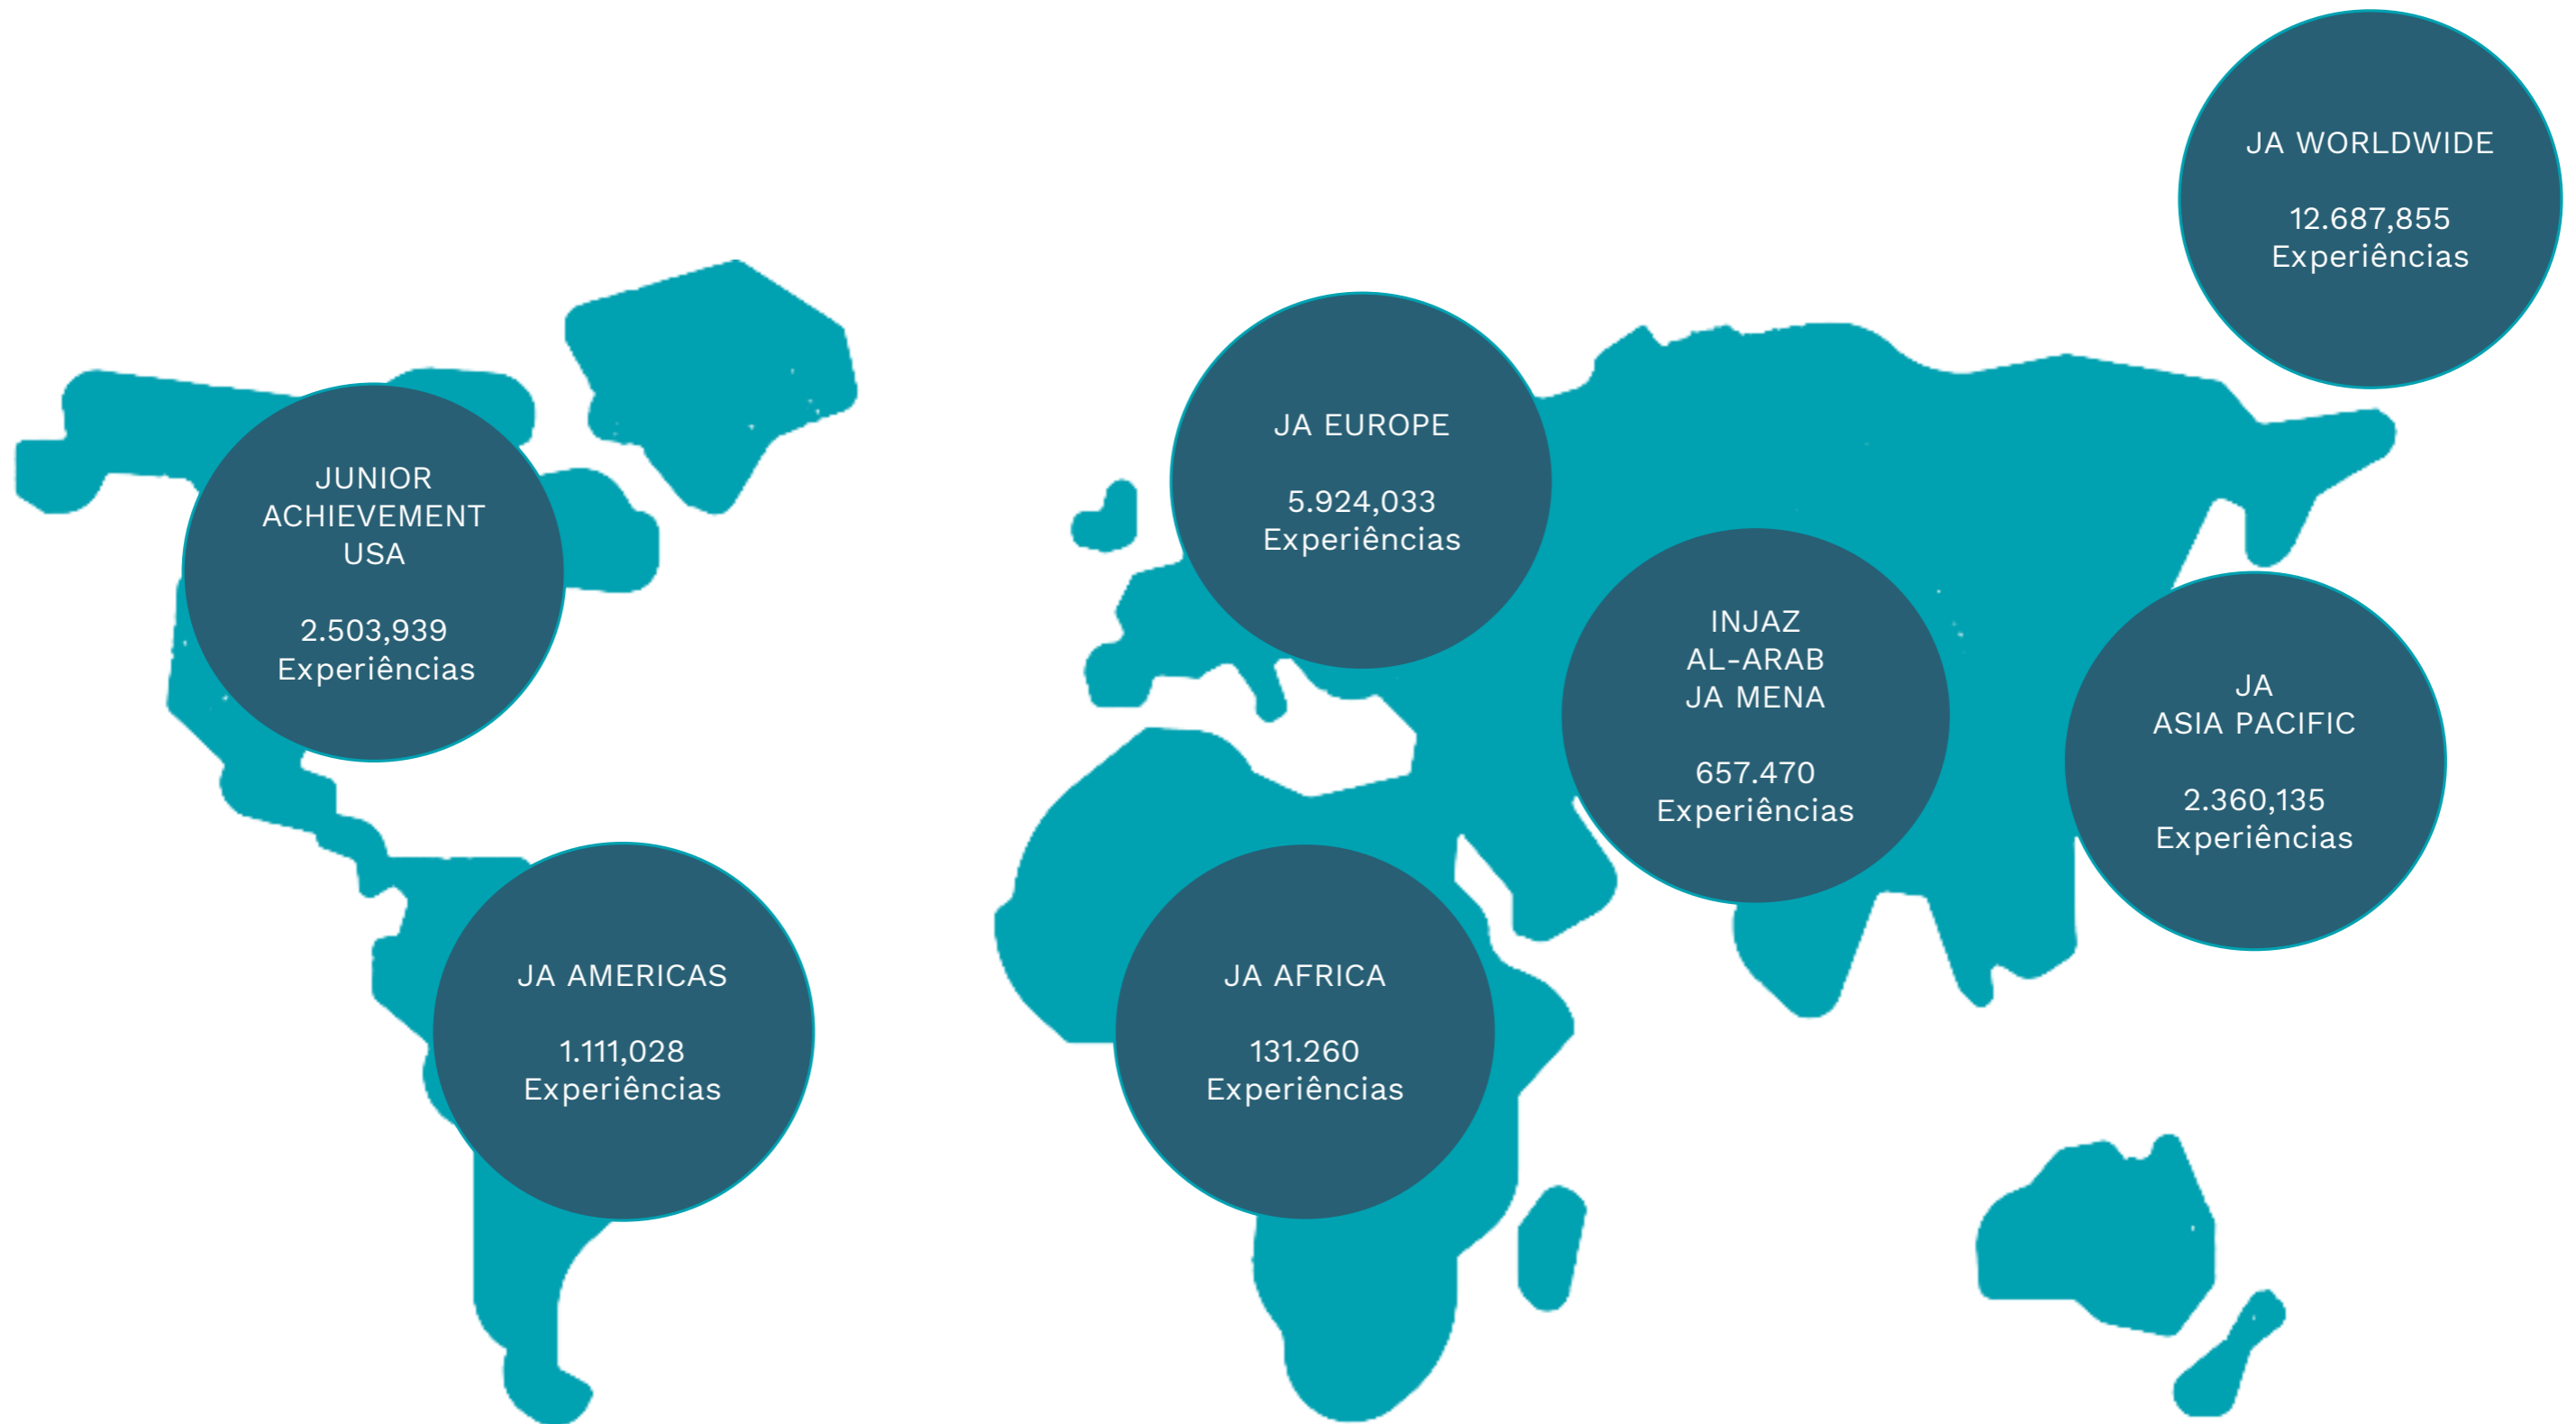 JA WORLDWIDE
12.687,855
Experiências
JUNIOR
ACHIEVEMENT
USA
2.503,939
Experiências
JA EUROPE
5.924,033
Experiências
INJAZ
AL-ARAB
JA MENA
657.470
Experiências
JA
ASIA PACIFIC
2.360,135
Experiências
JA AMERICAS
1.111,028
Experiências
JA AFRICA
131.260
Experiências